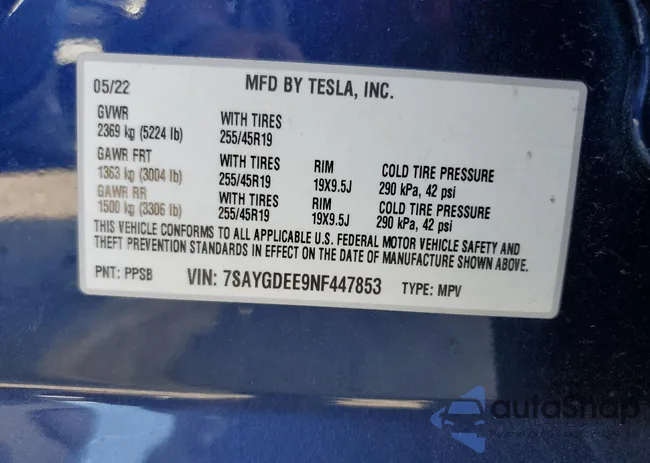 05/22 MFD BY TESLA, INC.
GVWR WITH TIRES
2369 kg (5224 lb) 255/45R19
GAWR FRT WITH TIRES RIM COLD TIRE PRESSURE
1363 kg (3004 lb) 255/45R19 19X9.5J 290 kPa, 42 psi
GAWR RR WITH TIRES RIM COLD TIRE PRESSURE
1500 kg (3306 lb) 255/45R19 19X9.5J 290 kPa, 42 psi
THIS VEHICLE CONFORMS TO ALL APPLICABLE U.S. FEDERAL MOTOR VEHICLE SAFETY AND
THEFT PREVENTION STANDARDS IN EFFECT ON THE DATE OF MANUFACTURE SHOWN ABOVE.
PNT: PPSB VIN: 7SAYGDEE9NF447853 TYPE: MPV
autoSnap